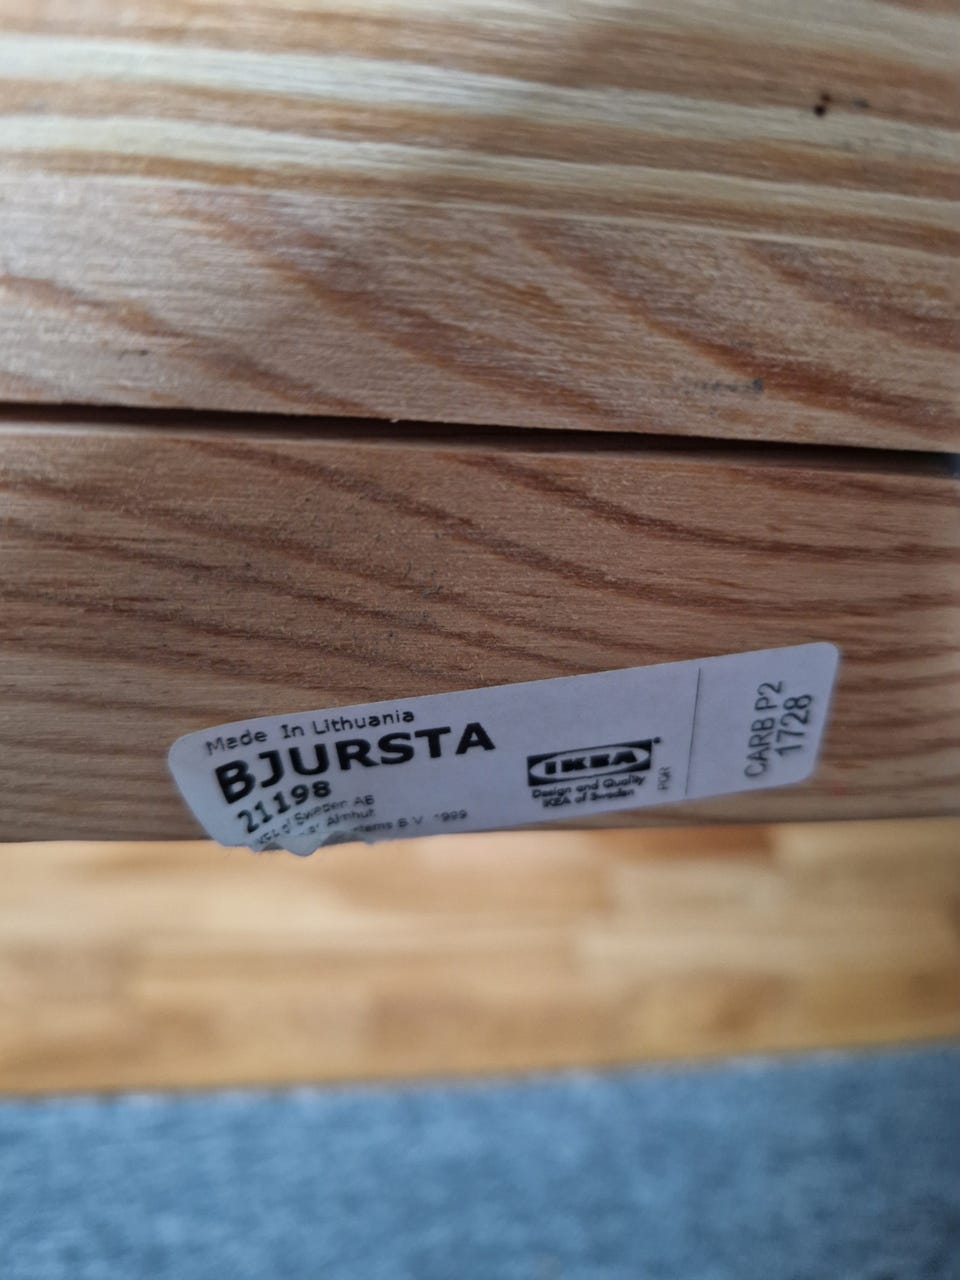 Made In Lithuania
BJURSTA
21198
of Sweden AB
Älmhult
B.V. 1999
IKEA
Design and Quality
IKEA of Sweden
CARB P2
1728